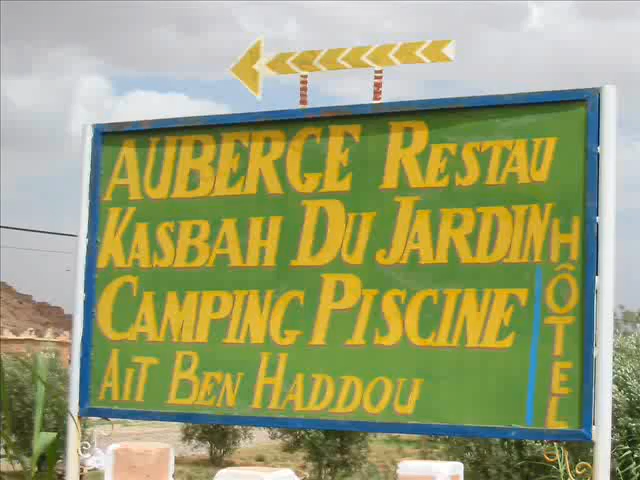 AUBERGE RESTAU
KASBAH DU JARDIN
CAMPING PISCINE
AIT BEN HADDOU
HÔTEL